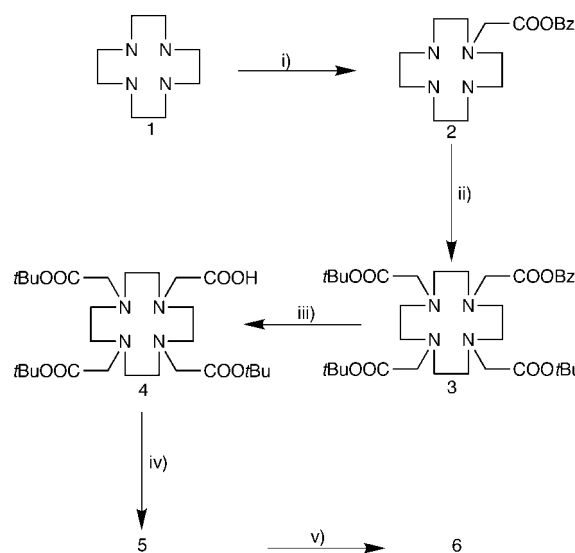 COOBz
N N
i)
N N
N N
N N
1
2
ii)
tBuOOC
COOH
tBuOOC
COOBz
N N
iii)
N N
N N
N N
tBuOOC
COOtBu
tBuOOC
COOtBu
4
3
iv)
5
v)
6